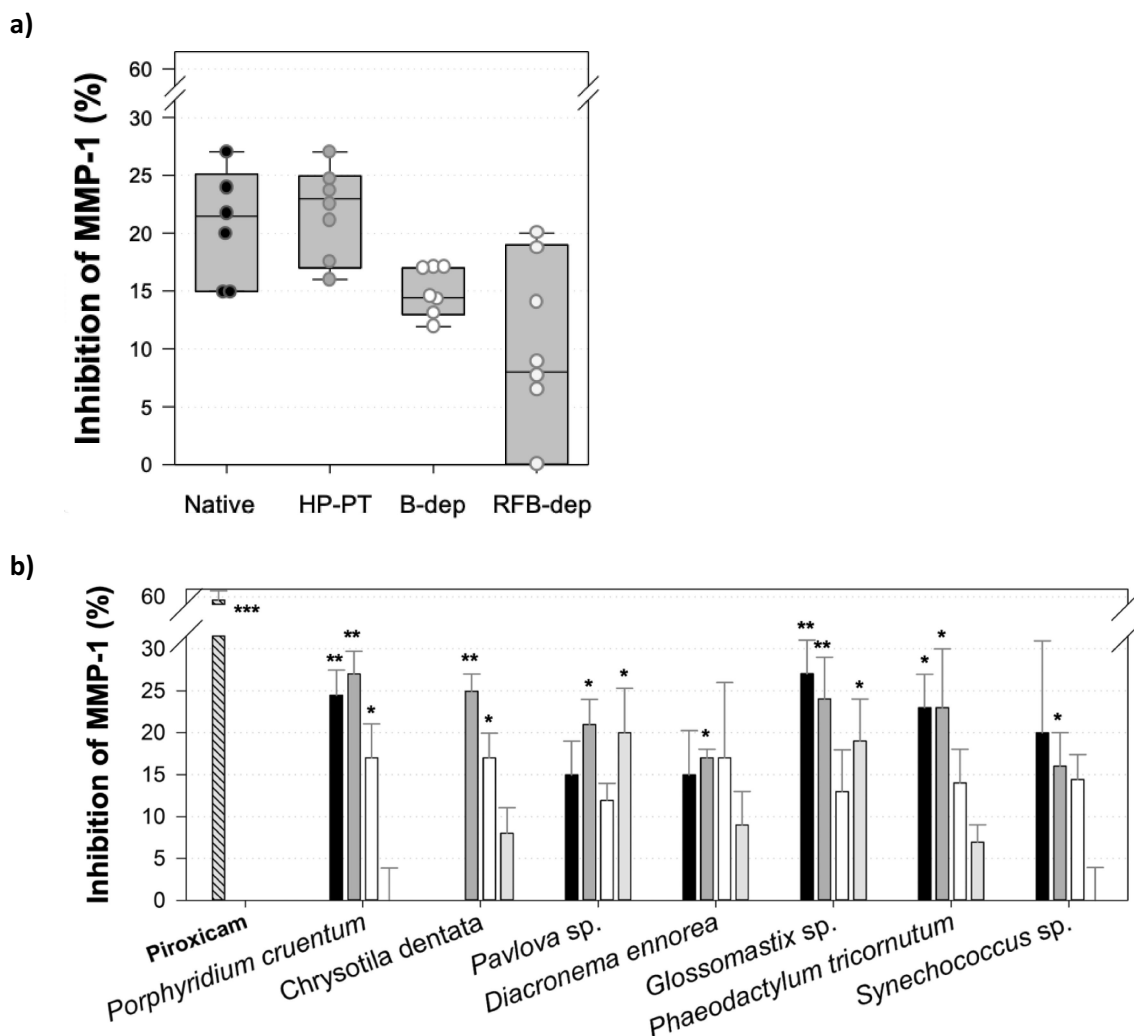 a)
Inhibition of MMP-1 (%)
60
30
25
20
15
10
5
0
Native HP-PT B-dep RFB-dep
b)
Inhibition of MMP-1 (%)
60
30
25
20
15
10
5
0
***
** ** *
** *
* *
*
** ** *
* *
*
Piroxicam
Porphyridium cruentum
Chrysotila dentata
Pavlova sp.
Diacronema ennorea
Glossomastix sp.
Phaeodactylum tricornutum
Synechococcus sp.